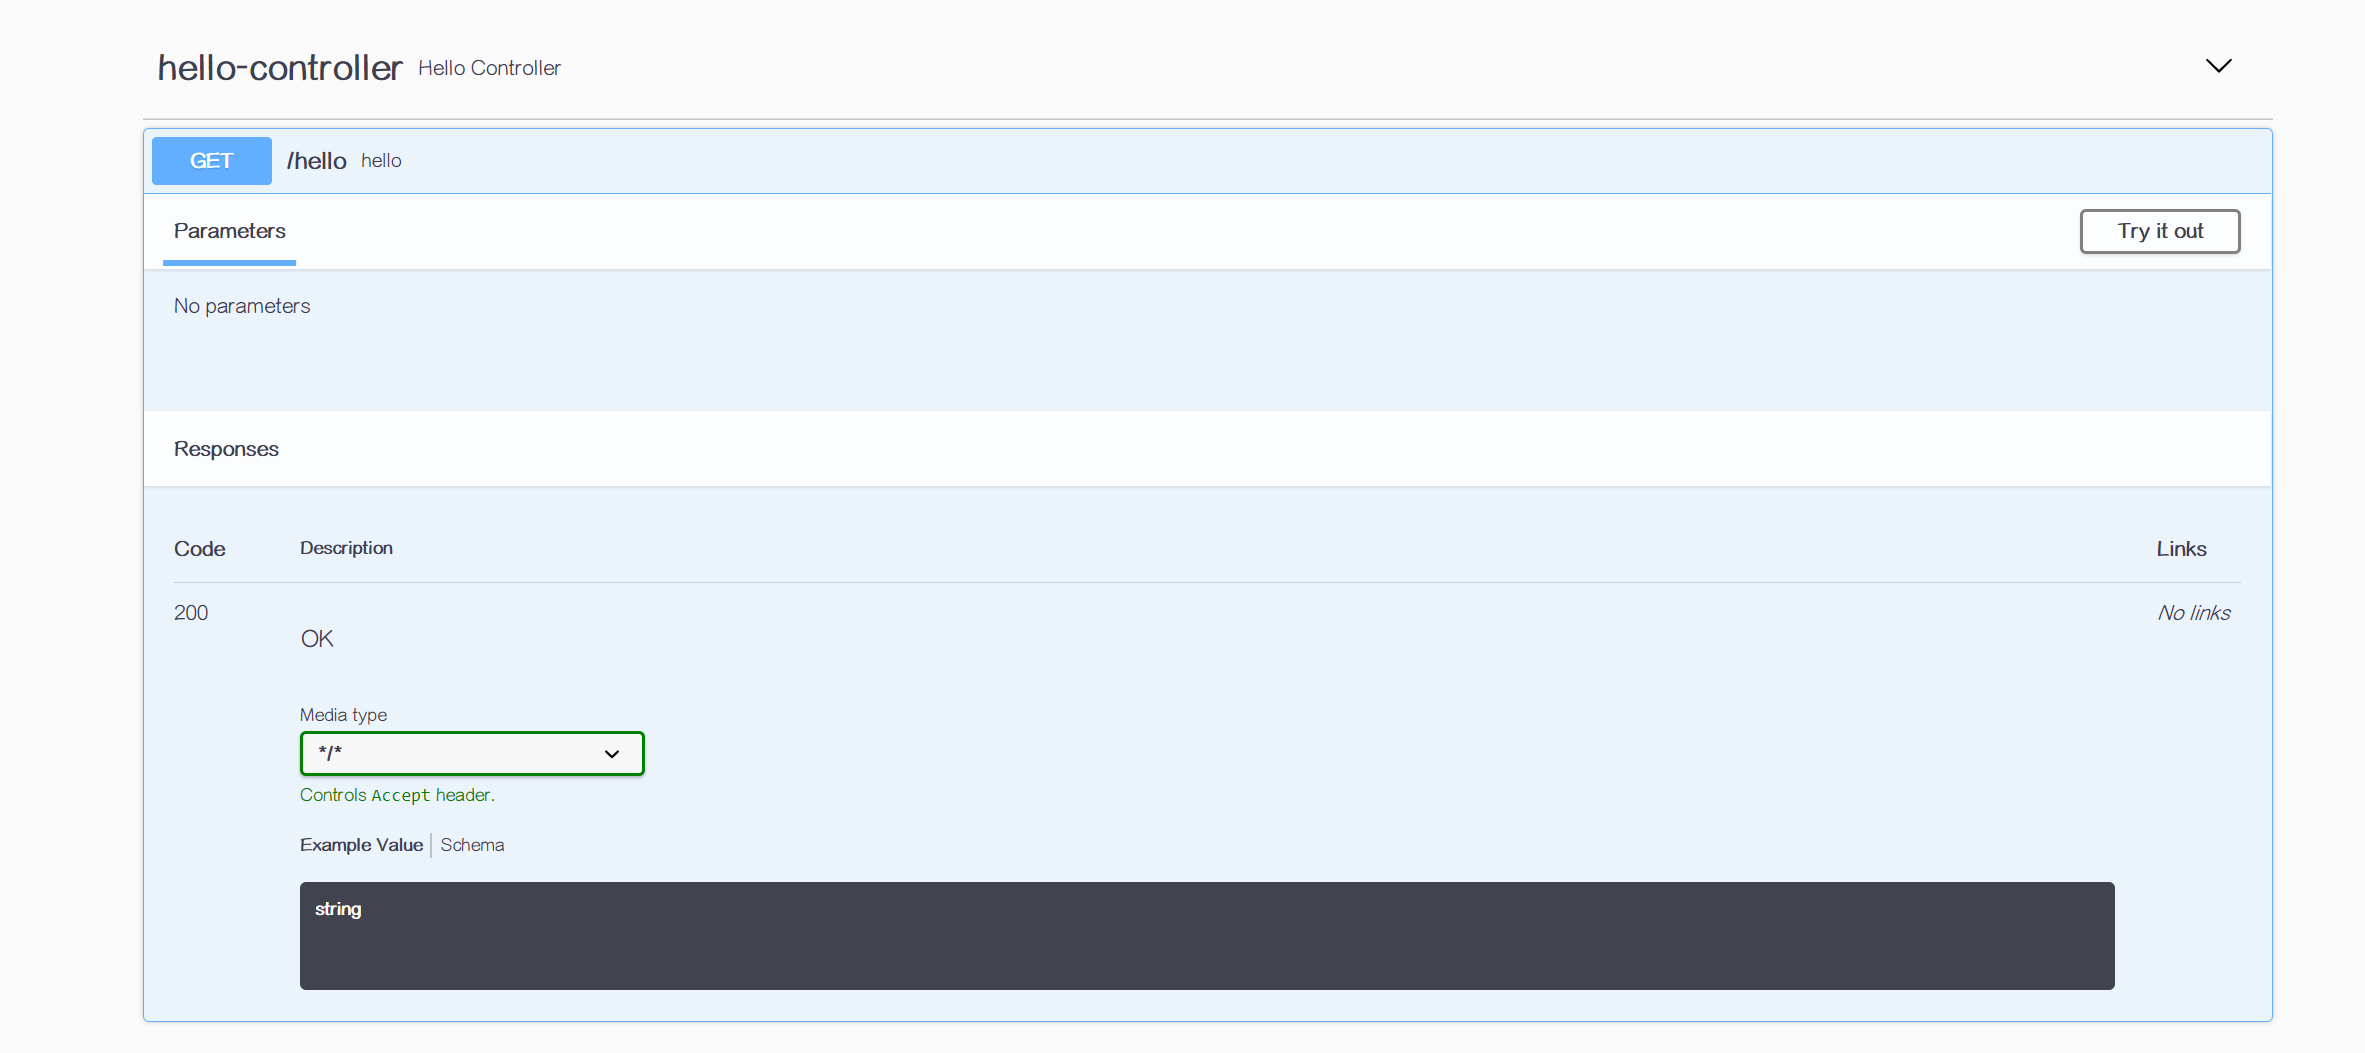 hello-controller Hello Controller
GET /hello hello
Parameters Try it out
No parameters
Responses
Code Description Links
200 No links
OK
Media type
*/*
Controls Accept header.
Example Value Schema
string